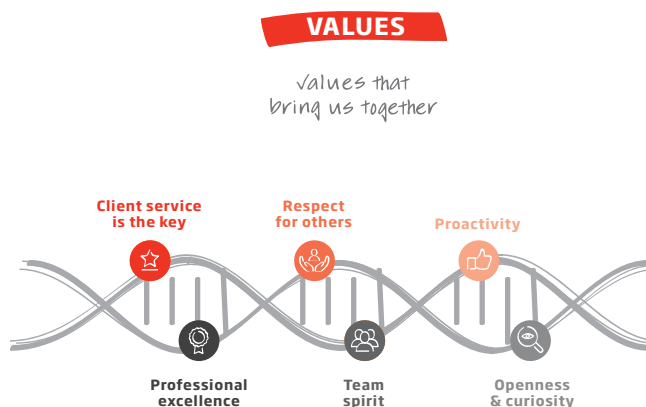 VALUES
values that
bring us together
Client service
is the key
Respect
for others
Proactivity
Professional
excellence
Team
spirit
Openness
& curiosity